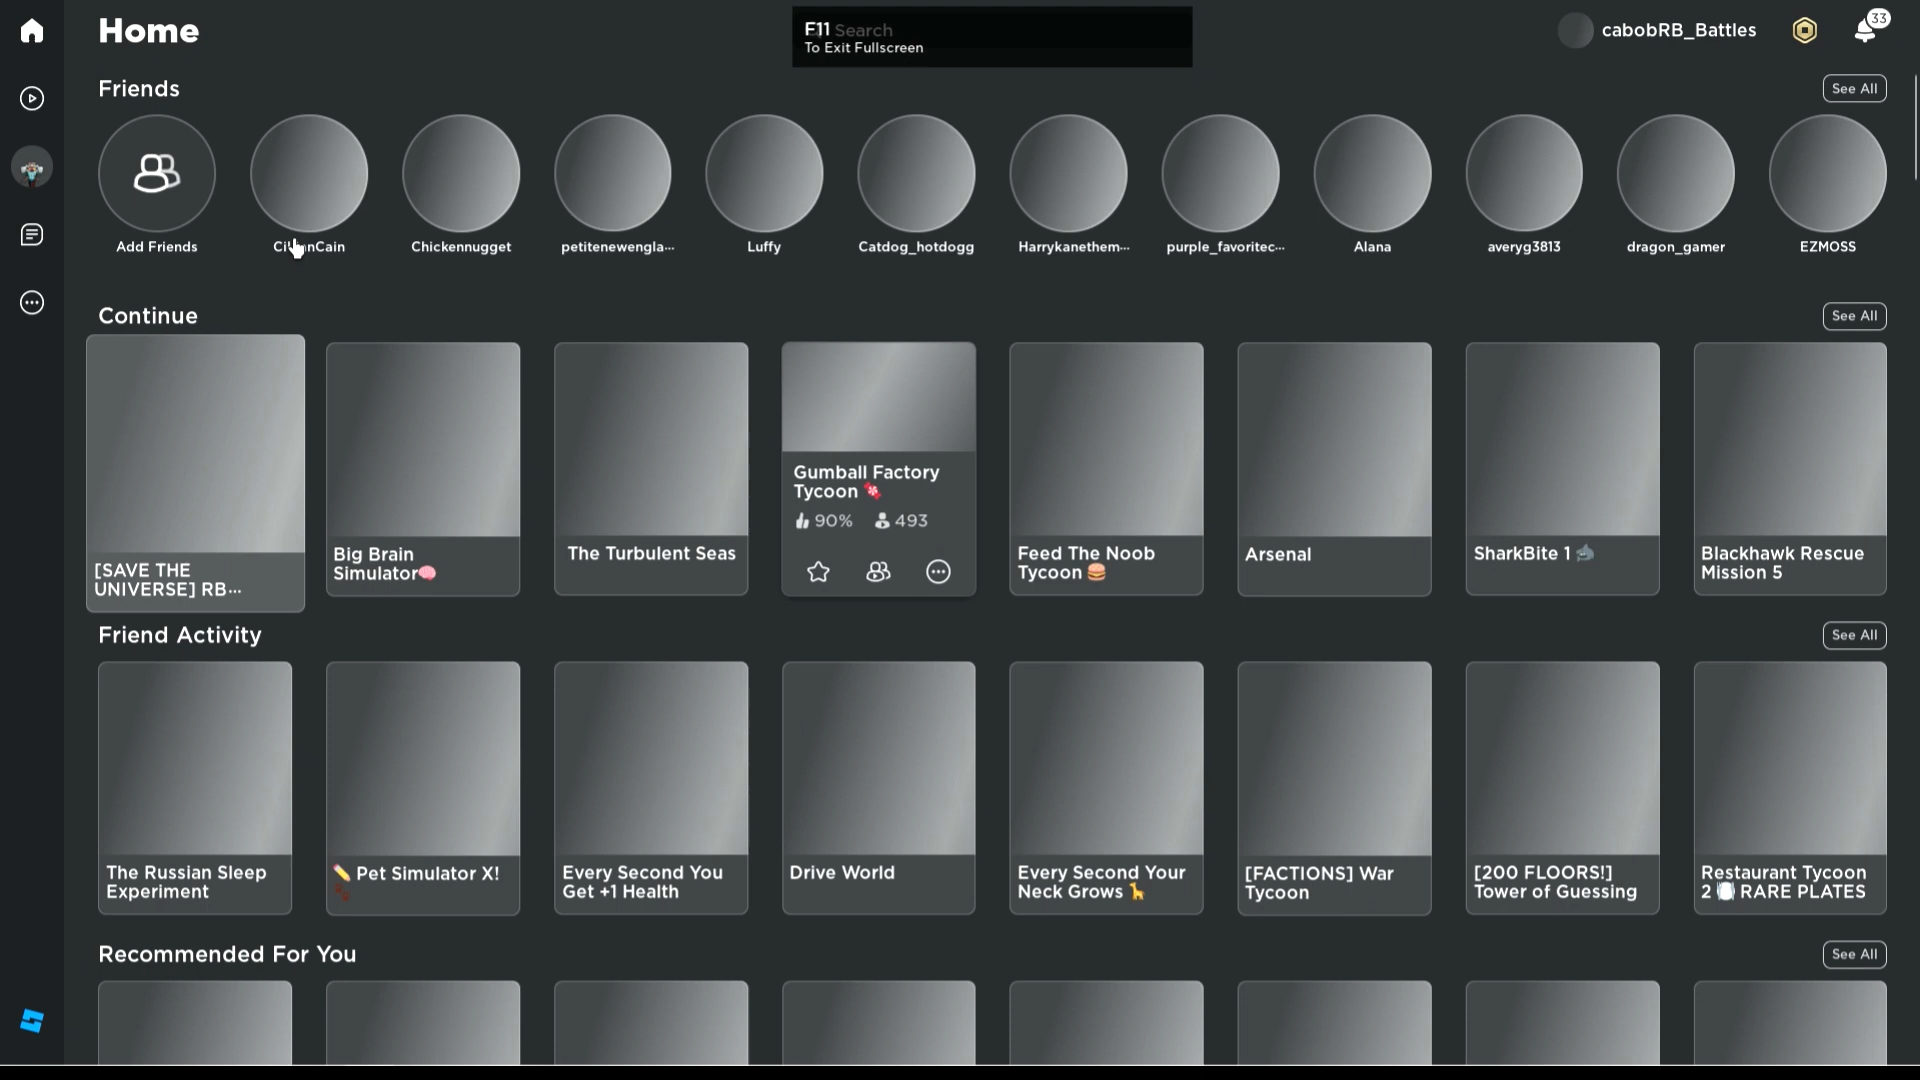 Home
F11 Search
To Exit Fullscreen
cabobRB_Battles
33
Friends
See All
Add Friends
Chickennugget
petitenewengla...
Luffy
Catdog_hotdogg
Harrykanethem...
purple_favoritec...
Alana
averyg3813
dragon_gamer
EZMOSS
Continue
See All
[SAVE THE
UNIVERSE] RB...
Big Brain
Simulator🧠
The Turbulent Seas
Gumball Factory
Tycoon 🍬
90% 493
Feed The Noob
Tycoon 🍔
Arsenal
SharkBite 1 🦈
Blackhawk Rescue
Mission 5
Friend Activity
See All
The Russian Sleep
Experiment
✏️ Pet Simulator X!
Every Second You
Get +1 Health
Drive World
Every Second Your
Neck Grows 🦒
[FACTIONS] War
Tycoon
[200 FLOORS!]
Tower of Guessing
Restaurant Tycoon
2 🍽️ RARE PLATES
Recommended For You
See All